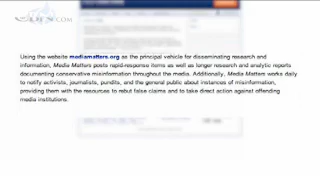 Using the website mediamatters.org as the principal vehicle for disseminating research and
information, Media Matters posts rapid-response items as well as longer research and analytic reports
documenting conservative misinformation throughout the media. Additionally, Media Matters works daily
to notify activists, journalists, pundits, and the general public about instances of misinformation,
providing them with the resources to rebut false claims and to take direct action against offending
media institutions.